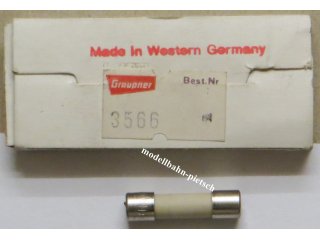 Made in Western Germany
Graupner
Best.Nr
3566
modellbahn-pietsch